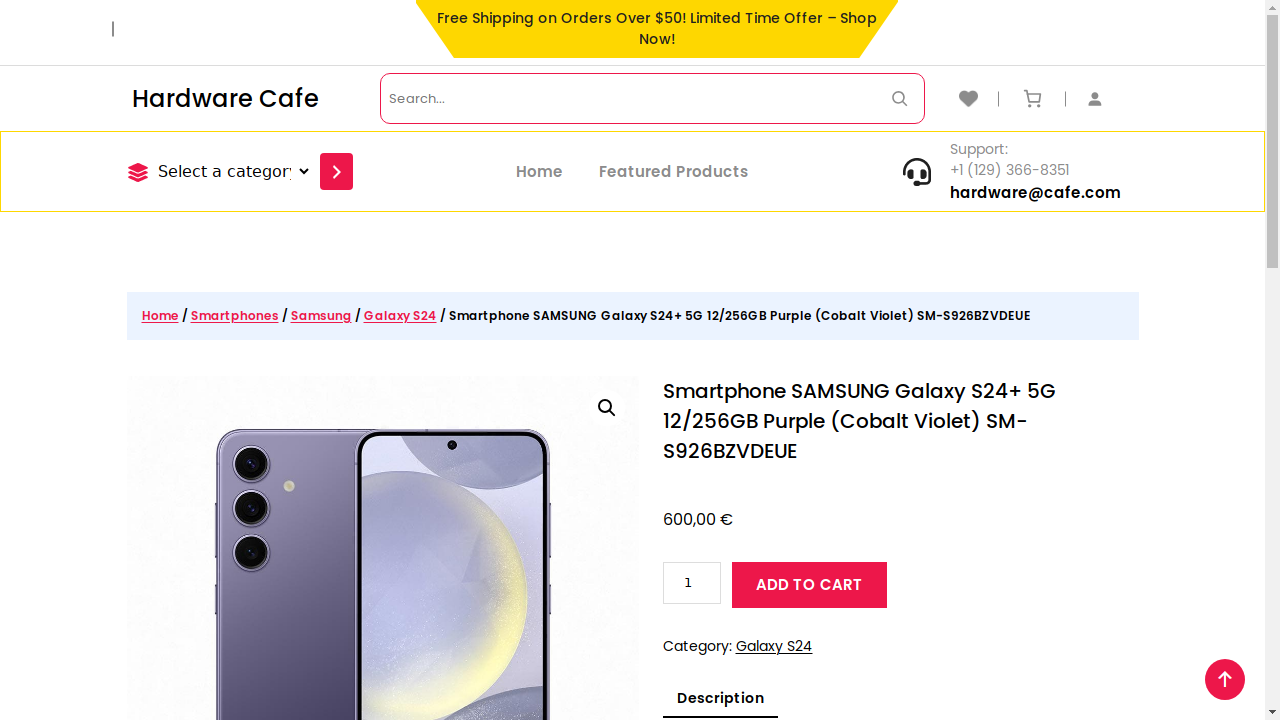 Free Shipping on Orders Over $50! Limited Time Offer – Shop
Now!
Hardware Cafe
Search...
Select a category
Home
Featured Products
Support:
+1 (129) 366-8351
hardware@cafe.com
Home / Smartphones / Samsung / Galaxy S24 / Smartphone SAMSUNG Galaxy S24+ 5G 12/256GB Purple (Cobalt Violet) SM-S926BZVDEUE
Smartphone SAMSUNG Galaxy S24+ 5G
12/256GB Purple (Cobalt Violet) SM-
S926BZVDEUE
600,00 €
1
ADD TO CART
Category: Galaxy S24
Description